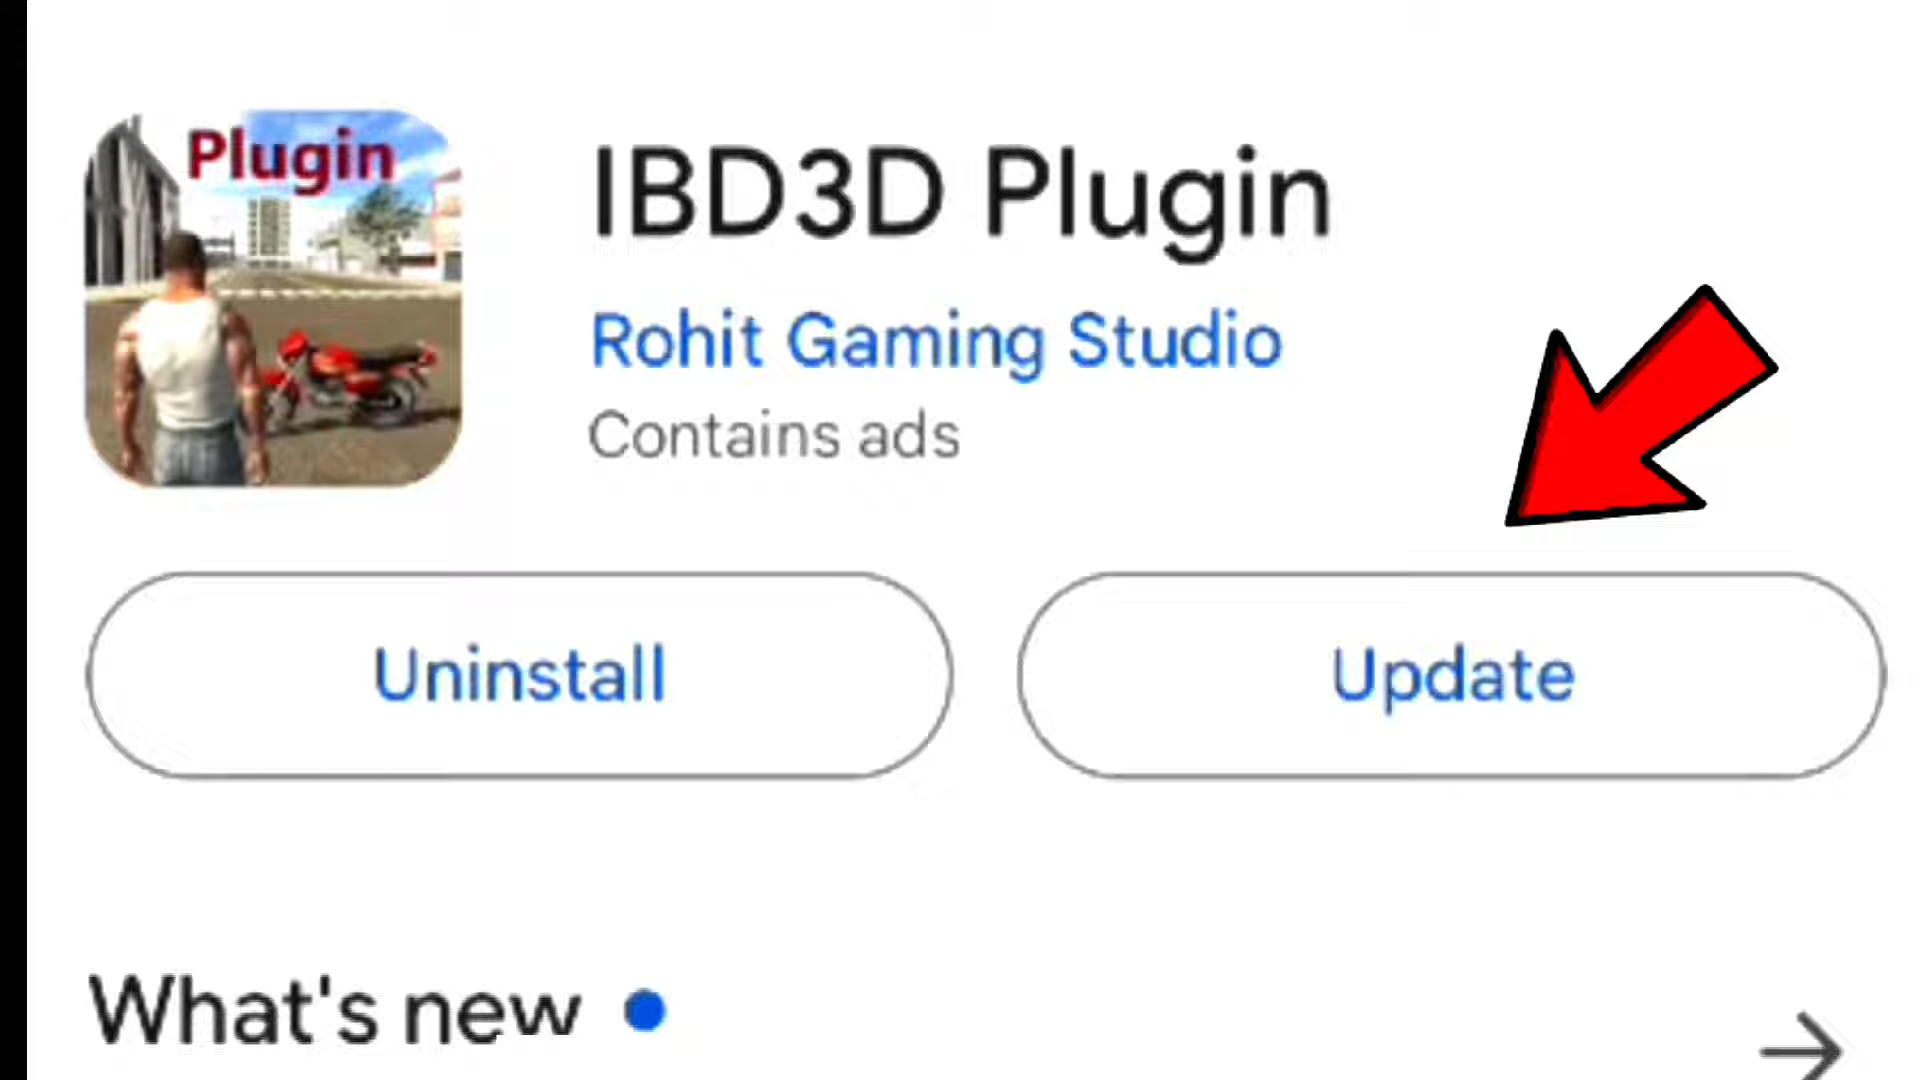 Plugin
IBD3D Plugin
Rohit Gaming Studio
Contains ads
Uninstall
Update
What's new